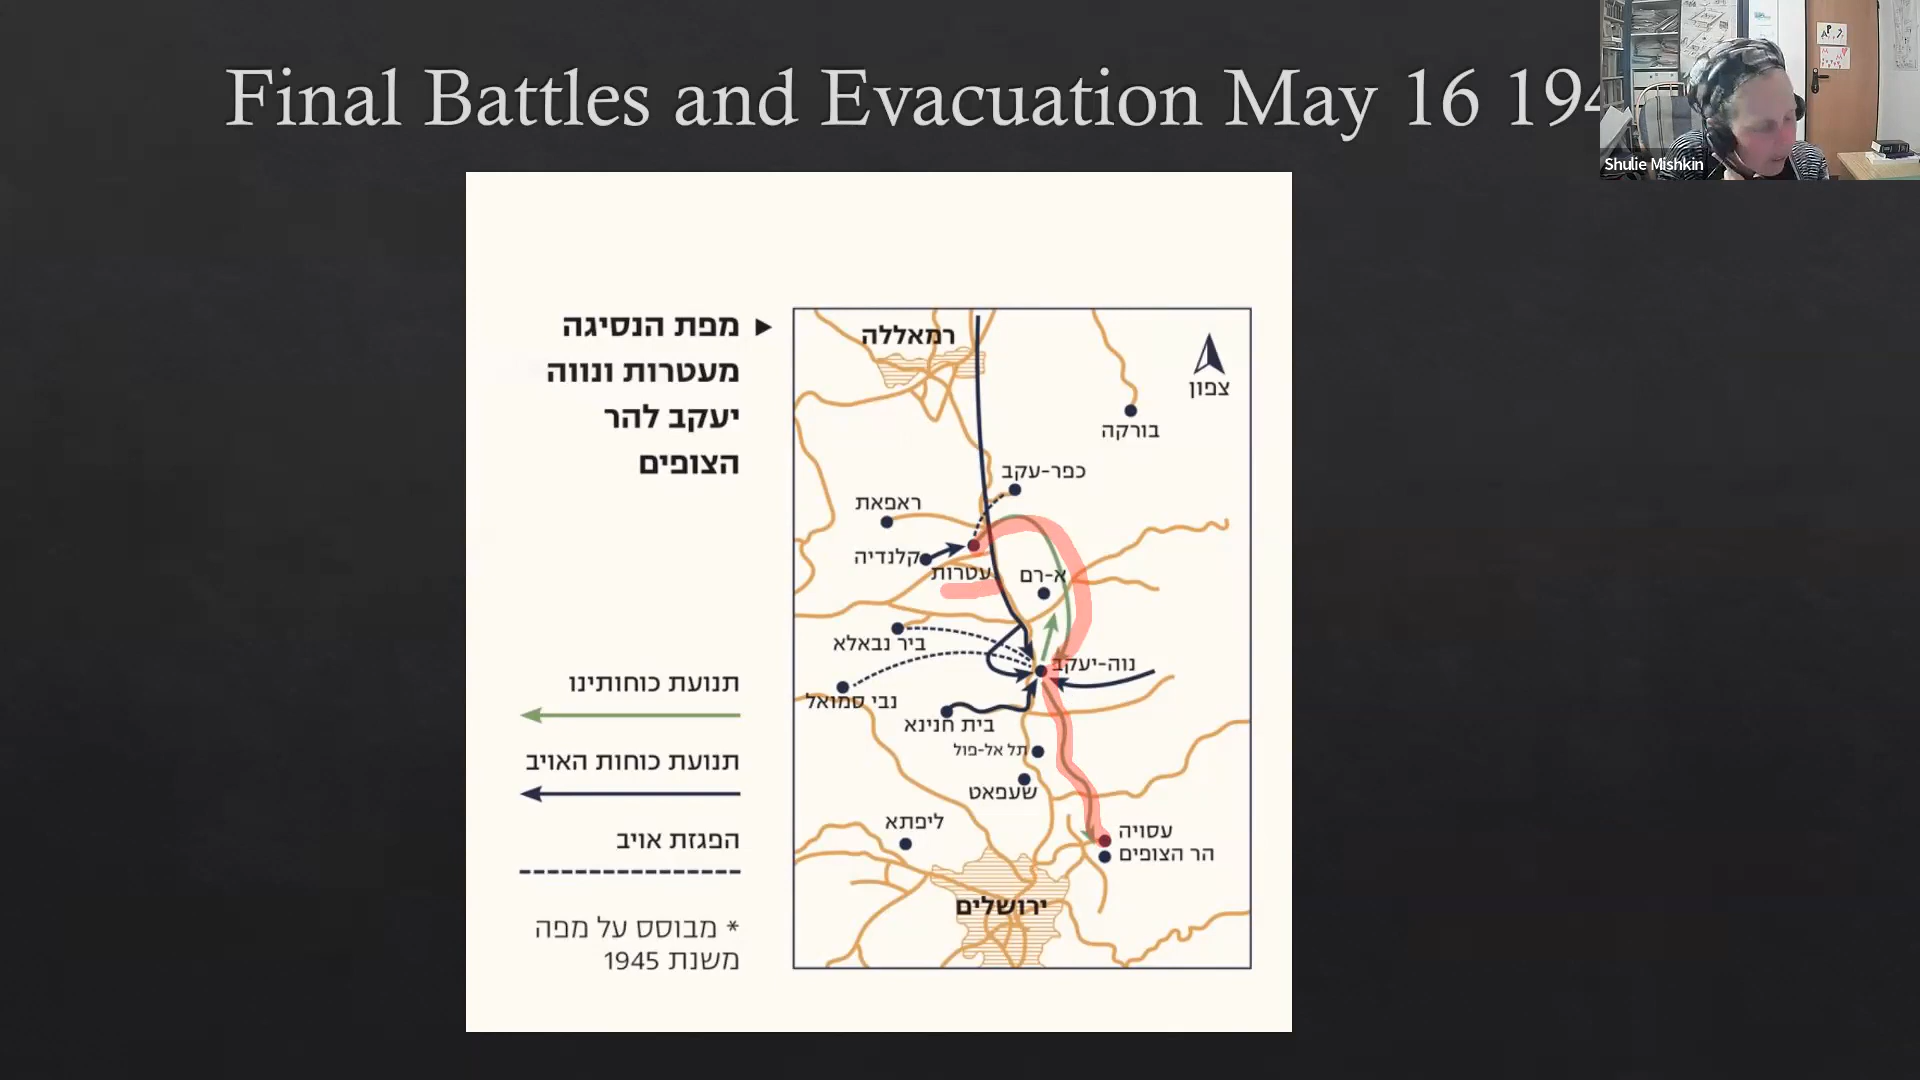 Final Battles and Evacuation May 16 194
Shulie Mishkin
מפת הנסיגה
מעטרות ונווה
יעקב להר
הצופים
תנועת כוחותינו
תנועת כוחות האויב
הפגזת אויב
* מבוסס על מפה
משנת 1945
רמאללה
צפון
בורקה
כפר-עקב
ראפאת
קלנדיה
עטרות
א-רם
ביר נבאלא
נווה-יעקב
נבי סמואל
בית חנינא
תל אל-פול
שעפאט
ליפתא
עסויה
הר הצופים
ירושלים